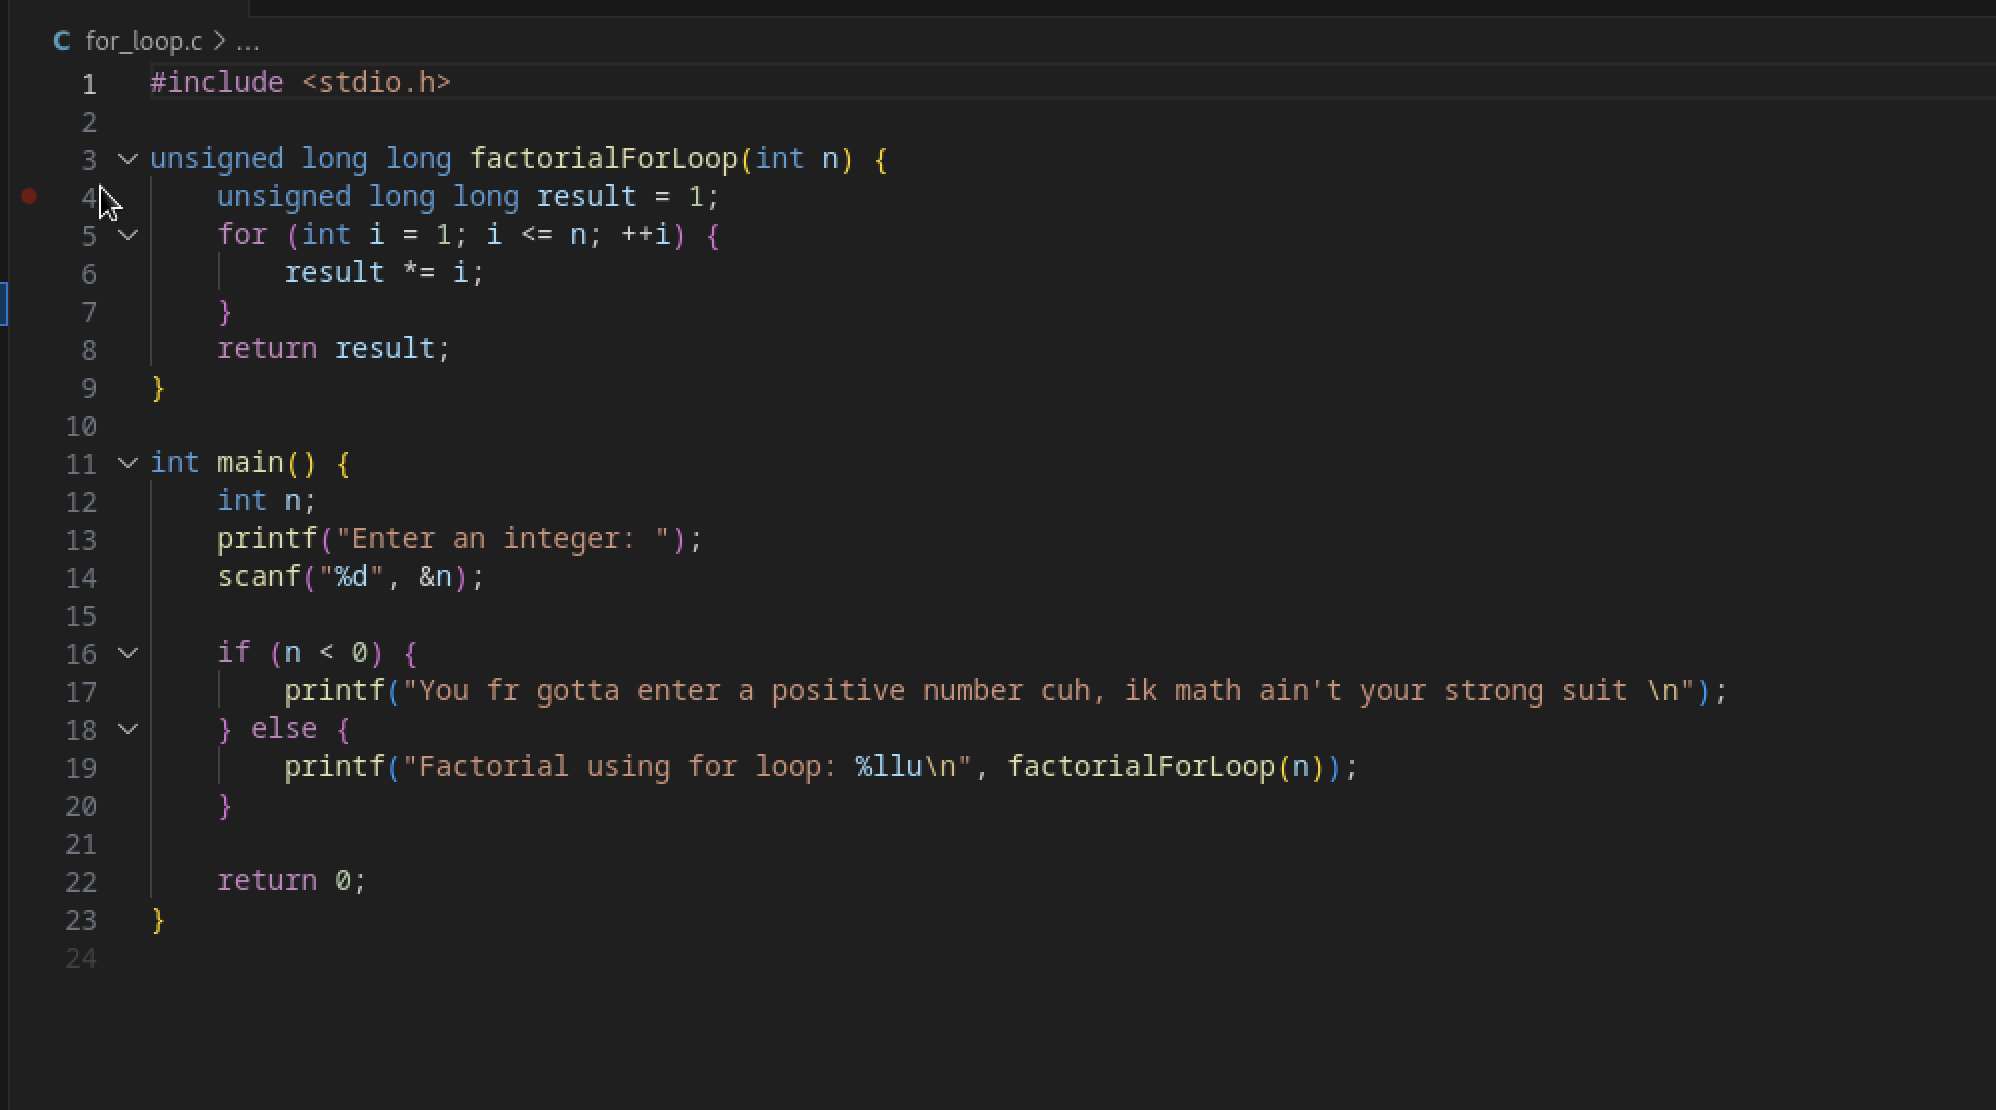 C for_loop.c > ...
1 #include <stdio.h>
2
3 unsigned long long factorialForLoop(int n) {
4     unsigned long long result = 1;
5     for (int i = 1; i <= n; ++i) {
6         result *= i;
7     }
8     return result;
9 }
10
11 int main() {
12     int n;
13     printf("Enter an integer: ");
14     scanf("%d", &n);
15
16     if (n < 0) {
17         printf("You fr gotta enter a positive number cuh, ik math ain't your strong suit \n");
18     } else {
19         printf("Factorial using for loop: %llu\n", factorialForLoop(n));
20     }
21
22     return 0;
23 }
24